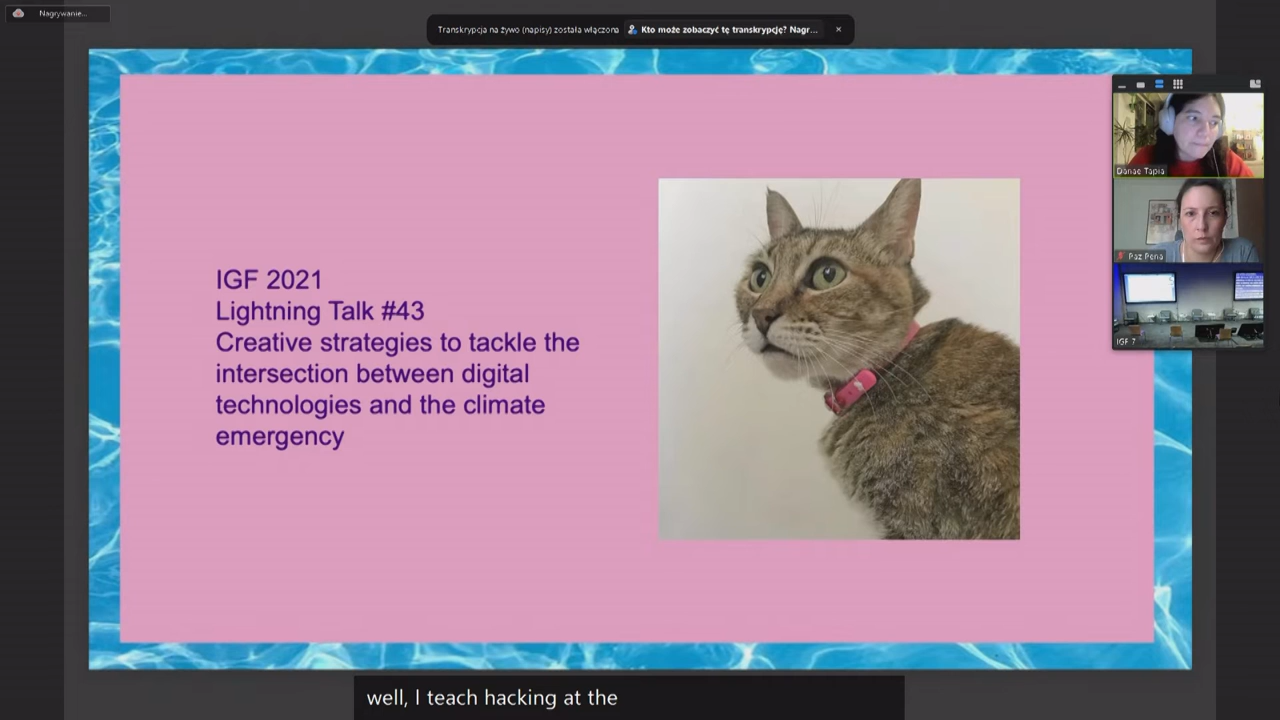 Nagrywanie...
Transkrypcja na żywo (napisy) została włączona Kto może zobaczyć tę transkrypcję? Nagr...
IGF 2021
Lightning Talk #43
Creative strategies to tackle the
intersection between digital
technologies and the climate
emergency
Danae Tapia
Paz Pena
IGF 7
well, I teach hacking at the